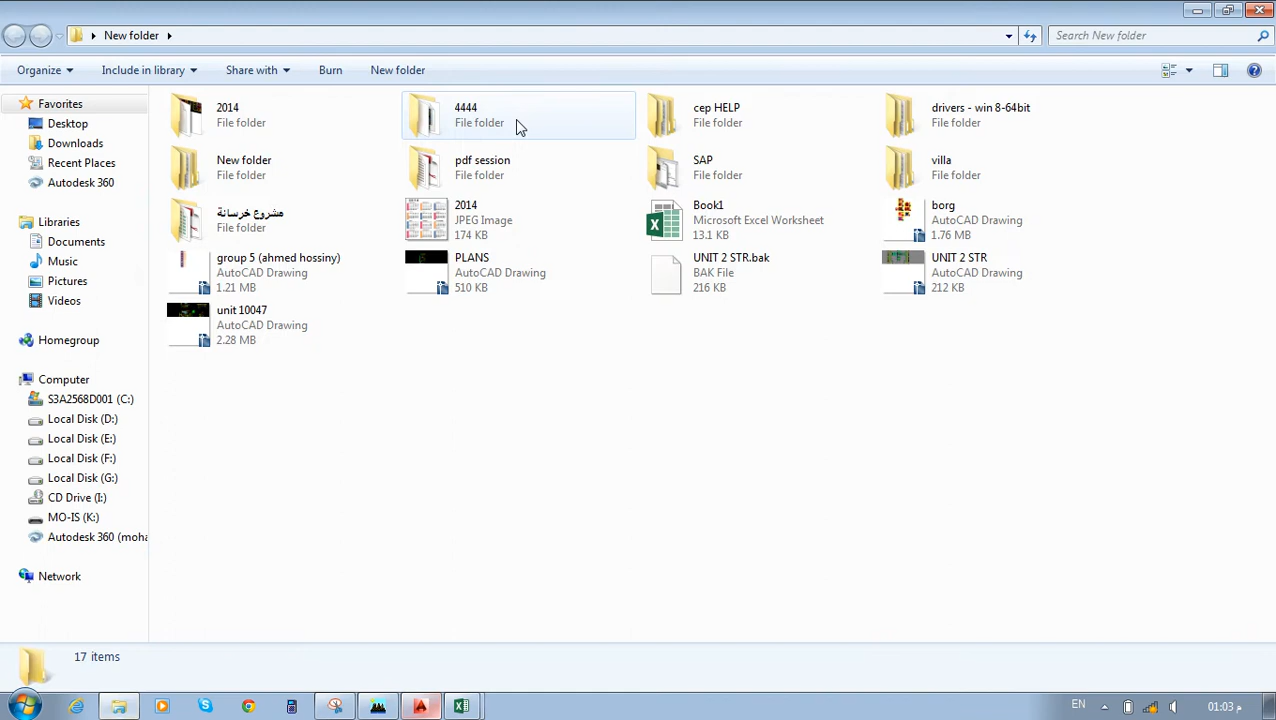 New folder
Search New folder
Organize
Include in library
Share with
Burn
New folder
Favorites
Desktop
Downloads
Recent Places
Autodesk 360
Libraries
Documents
Music
Pictures
Videos
Homegroup
Computer
S3A2568D001 (C:)
Local Disk (D:)
Local Disk (E:)
Local Disk (F:)
Local Disk (G:)
CD Drive (I:)
MO-IS (K:)
Autodesk 360 (moha
Network
2014
File folder
4444
File folder
cep HELP
File folder
drivers - win 8-64bit
File folder
New folder
File folder
pdf session
File folder
SAP
File folder
villa
File folder
مشروع خرسانة
File folder
2014
JPEG Image
174 KB
Book1
Microsoft Excel Worksheet
13.1 KB
borg
AutoCAD Drawing
1.76 MB
group 5 (ahmed hossiny)
AutoCAD Drawing
1.21 MB
PLANS
AutoCAD Drawing
510 KB
UNIT 2 STR.bak
BAK File
216 KB
UNIT 2 STR
AutoCAD Drawing
212 KB
unit 10047
AutoCAD Drawing
2.28 MB
17 items
EN
01:03 م